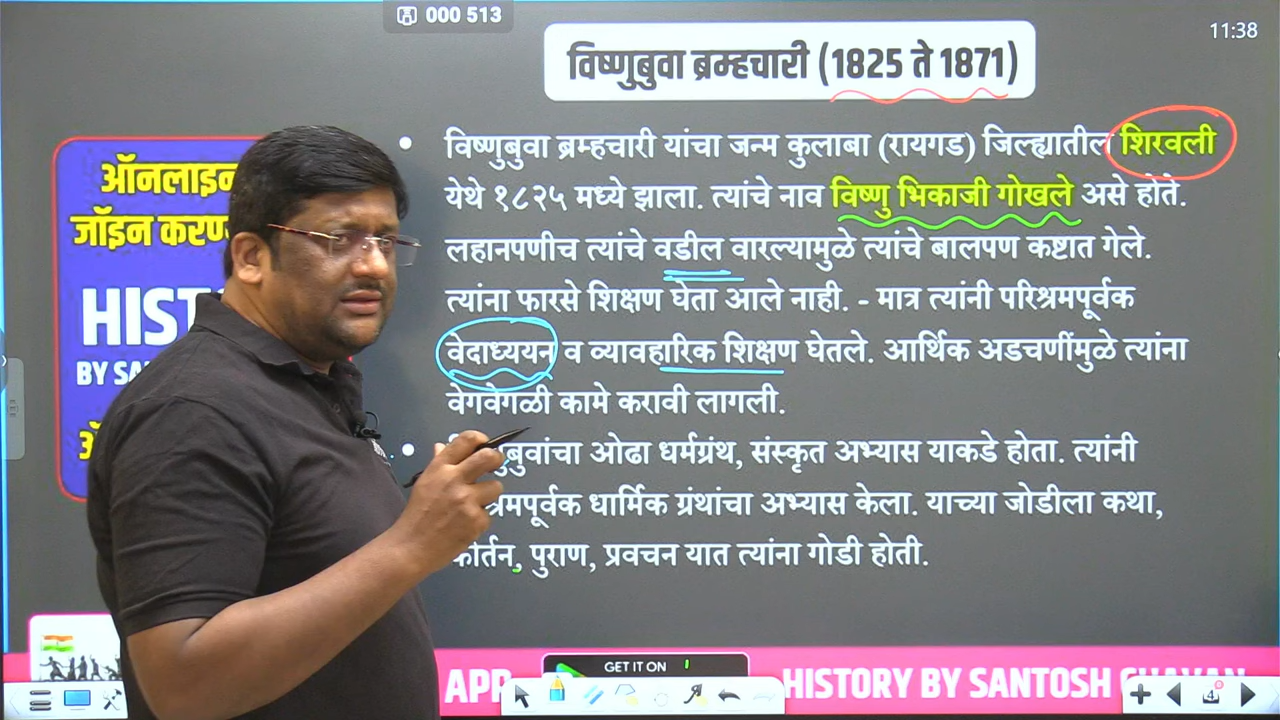 000 513
11:38
विष्णुबुवा ब्रम्हचारी (1825 ते 1871)
ऑनलाइन
जॉइन करण
HIST
BY SA
विष्णुबुवा ब्रम्हचारी यांचा जन्म कुलाबा (रायगड) जिल्ह्यातील शिरवली
येथे १८२५ मध्ये झाला. त्यांचे नाव विष्णु भिकाजी गोखले असे होते.
लहानपणीच त्यांचे वडील वारल्यामुळे त्यांचे बालपण कष्टात गेले.
त्यांना फारसे शिक्षण घेता आले नाही. - मात्र त्यांनी परिश्रमपूर्वक
वेदाध्ययन व व्यावहारिक शिक्षण घेतले. आर्थिक अडचणींमुळे त्यांना
वेगवेगळी कामे करावी लागली.
बुवांचा ओढा धर्मग्रंथ, संस्कृत अभ्यास याकडे होता. त्यांनी
श्रमपूर्वक धार्मिक ग्रंथांचा अभ्यास केला. याच्या जोडीला कथा,
कीर्तन, पुराण, प्रवचन यात त्यांना गोडी होती.
APP
GET IT ON
HISTORY BY SANTOSH CHAVAN
4